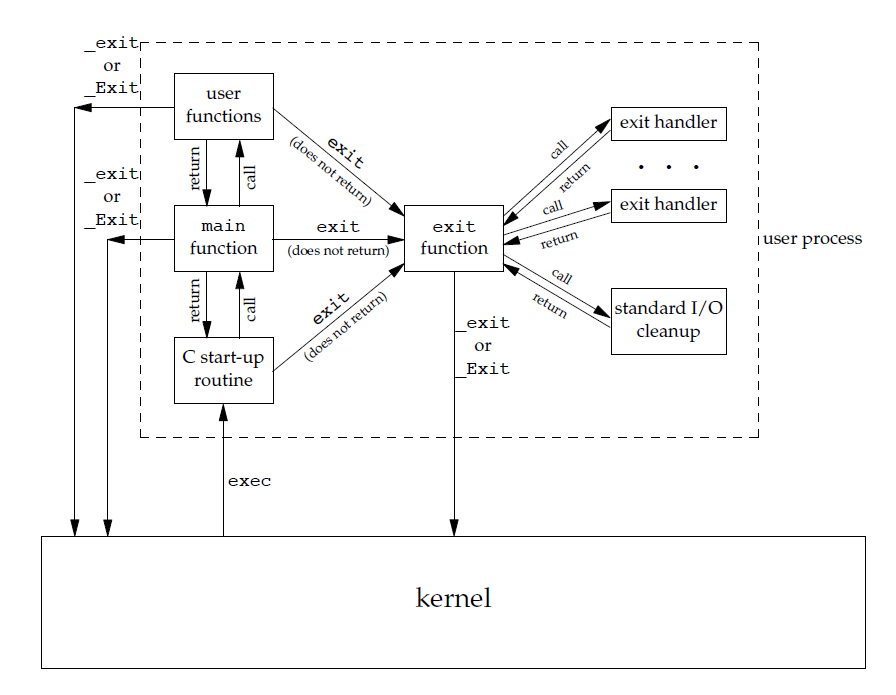 _exit
or
_Exit
user
functions
exit handler
exit
(does not return)
call
return
. . .
return
call
_exit
or
_Exit
exit handler
call
return
main
function
exit
(does not return)
exit
function
user process
return
call
call
return
standard I/O
cleanup
exit
(does not return)
_exit
or
_Exit
C start-up
routine
exec
kernel